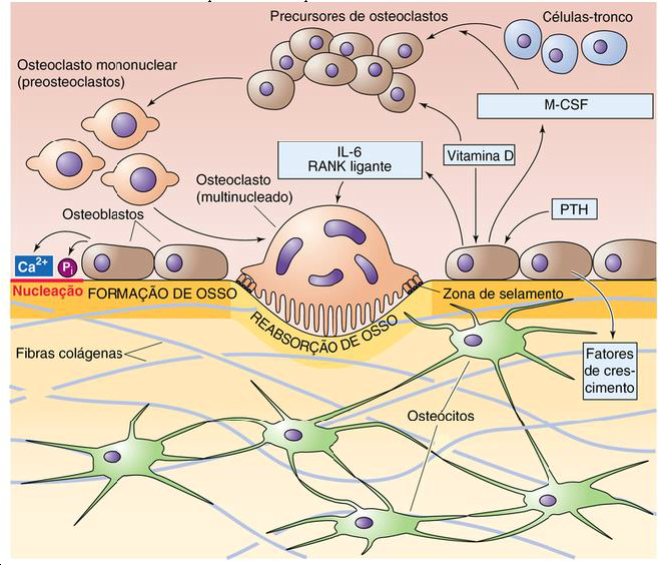 Precursores de osteoclastos
Células-tronco
Osteoclasto mononuclear
(preosteoclastos)
M-CSF
IL-6
RANK ligante
Vitamina D
Osteoclasto
(multinucleado)
PTH
Osteoblastos
Ca2+
Pi
Nucleação
FORMAÇÃO DE OSSO
Zona de selamento
REABSORÇÃO DE OSSO
Fibras colágenas
Fatores
de cres-
cimento
Osteócitos